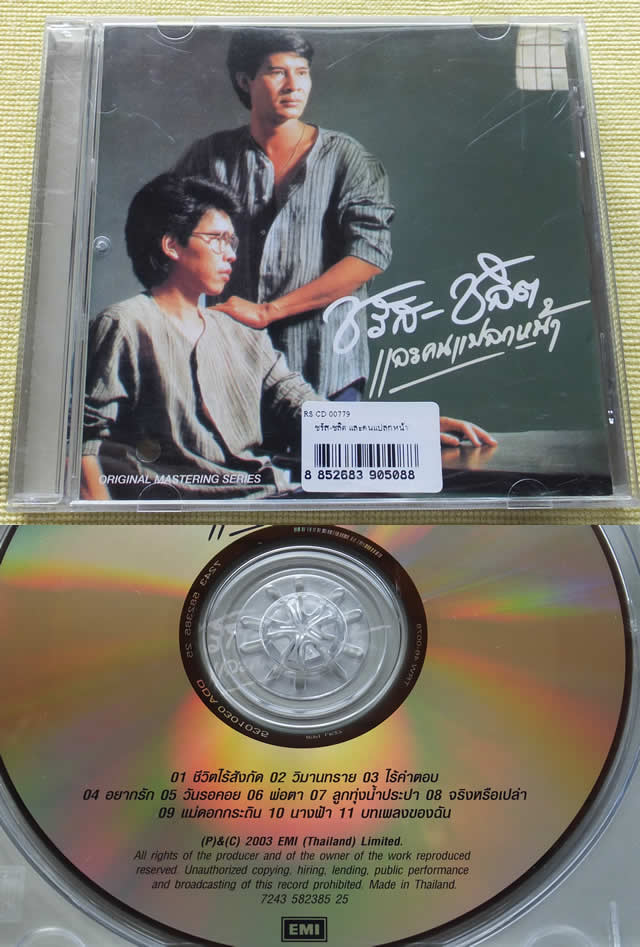 จรัส-ชลิต
และคนแปลกหน้า
RS CD 00779
จรัส-ชลิต และคนแปลกหน้า
8 852683 905088
ORIGINAL MASTERING SERIES
7243 582385 25
01 ชีวิตไร้สังกัด 02 วิมานทราย 03 ไร้คำตอบ
04 อยากรัก 05 วันรอคอย 06 พ่อตา 07 ลูกทุ่งน้ำประปา 08 จริงหรือเปล่า
09 แม่ดอกกระถิน 10 นางฟ้า 11 บทเพลงของฉัน
(P)&(C) 2003 EMI (Thailand) Limited.
All rights of the producer and of the owner of the work reproduced
reserved. Unauthorized copying, hiring, lending, public performance
and broadcasting of this record prohibited. Made in Thailand.
7243 582385 25
EMI